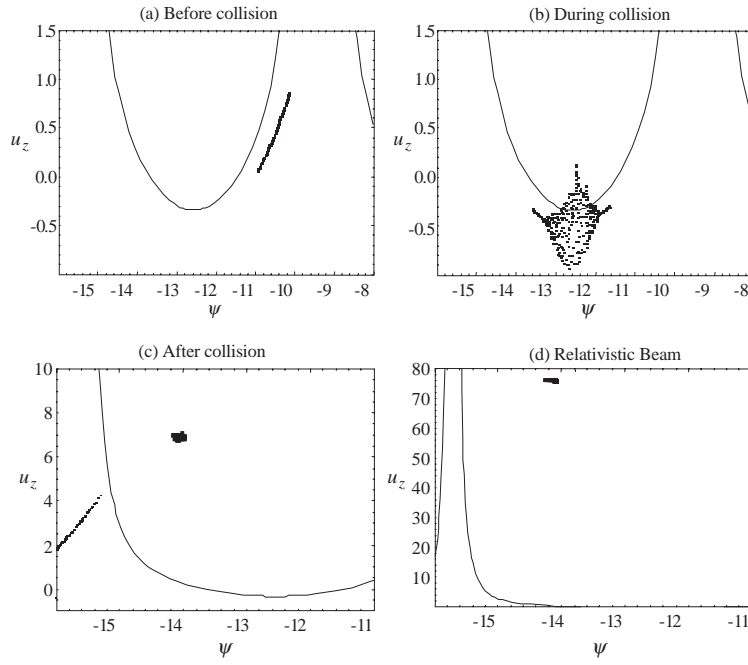 (a) Before collision
1.5
1.0
0.5
u_z
0.0
-0.5
-15 -14 -13 -12 -11 -10 -9 -8
ψ
(b) During collision
1.5
1.0
0.5
u_z
0.0
-0.5
-15 -14 -13 -12 -11 -10 -9 -8
ψ
(c) After collision
10
8
6
u_z
4
2
0
-15 -14 -13 -12 -11
ψ
(d) Relativistic Beam
80
70
60
50
u_z
40
30
20
10
-15 -14 -13 -12 -11
ψ